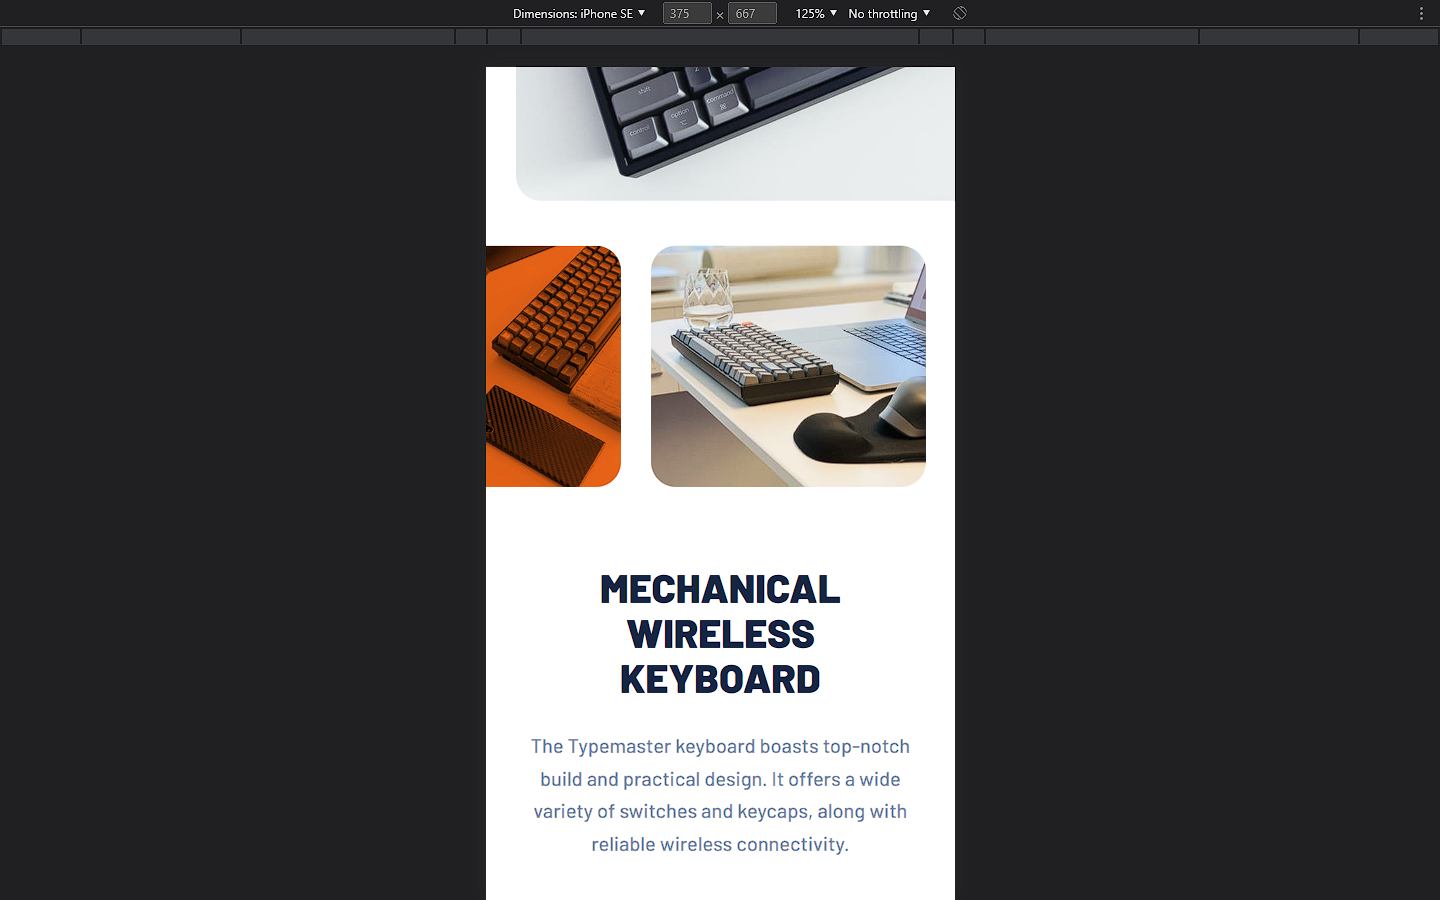 Dimensions: iPhone SE ▼ 375 × 667 125% ▼ No throttling ▼
shift
command
option
control
MECHANICAL
WIRELESS
KEYBOARD
The Typemaster keyboard boasts top-notch
build and practical design. It offers a wide
variety of switches and keycaps, along with
reliable wireless connectivity.